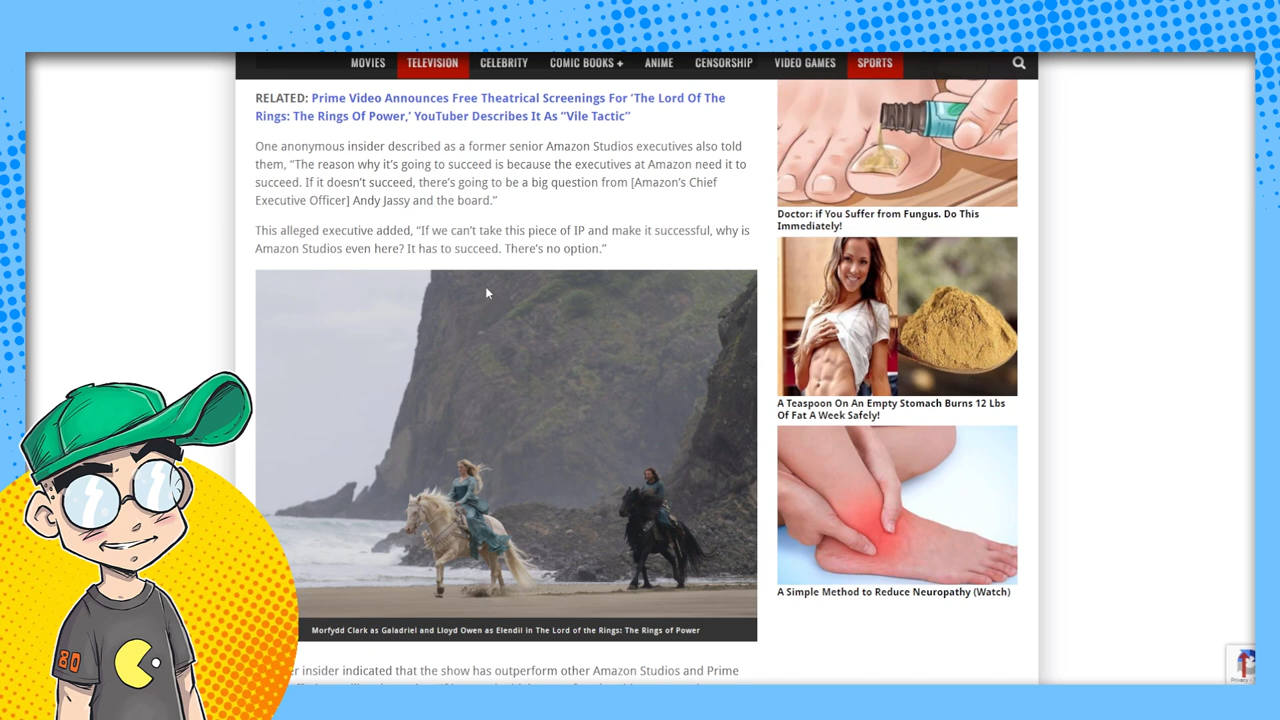 MOVIES TELEVISION CELEBRITY COMIC BOOKS + ANIME CENSORSHIP VIDEO GAMES SPORTS
RELATED: Prime Video Announces Free Theatrical Screenings For ‘The Lord Of The
Rings: The Rings Of Power,’ YouTuber Describes It As “Vile Tactic”
One anonymous insider described as a former senior Amazon Studios executives also told
them, “The reason why it’s going to succeed is because the executives at Amazon need it to
succeed. If it doesn’t succeed, there’s going to be a big question from [Amazon’s Chief
Executive Officer] Andy Jassy and the board.”
This alleged executive added, “If we can’t take this piece of IP and make it successful, why is
Amazon Studios even here? It has to succeed. There’s no option.”
Morfydd Clark as Galadriel and Lloyd Owen as Elendil in The Lord of the Rings: The Rings of Power
insider indicated that the show has outperform other Amazon Studios and Prime
Doctor: if You Suffer from Fungus. Do This
Immediately!
A Teaspoon On An Empty Stomach Burns 12 Lbs
Of Fat A Week Safely!
A Simple Method to Reduce Neuropathy (Watch)
80